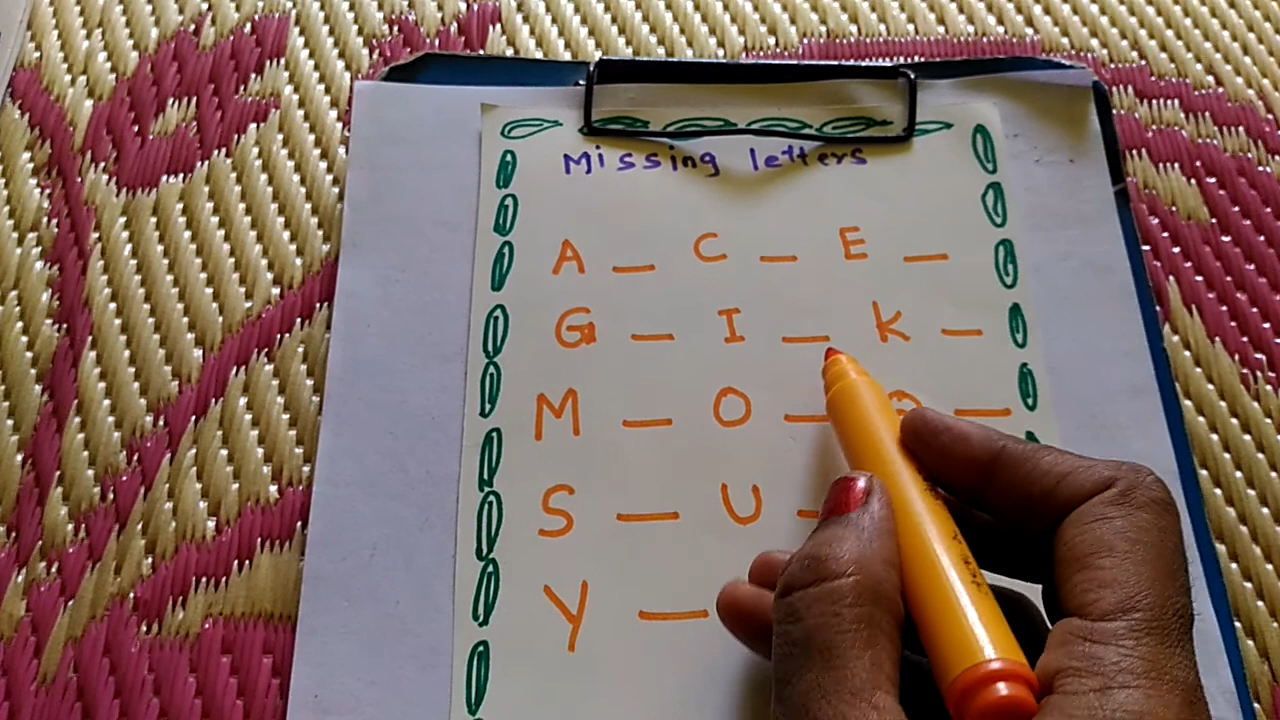 Missing letters
A _ C _ E _
G _ I _ K _
M _ O _ _
S _ U _
Y _